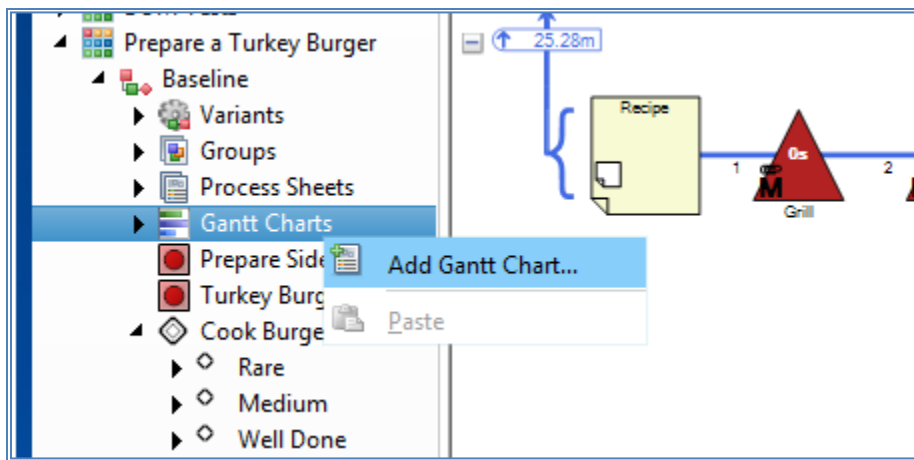 Prepare a Turkey Burger
Baseline
Variants
Groups
Process Sheets
Gantt Charts
Prepare Side
Turkey Burg
Cook Burge
Rare
Medium
Well Done
Add Gantt Chart...
Paste
25.28m
Recipe
1
0s
M
Grill
2